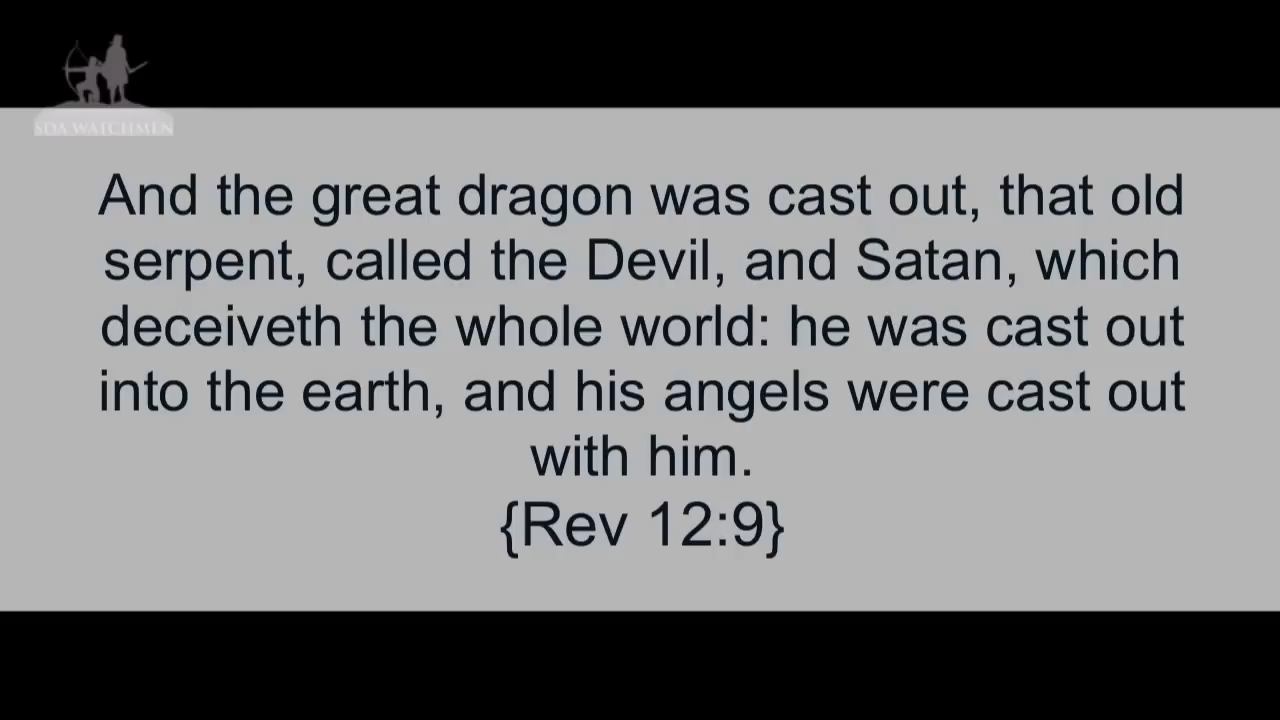 SDA WATCHMEN
And the great dragon was cast out, that old
serpent, called the Devil, and Satan, which
deceiveth the whole world: he was cast out
into the earth, and his angels were cast out
with him.
{Rev 12:9}